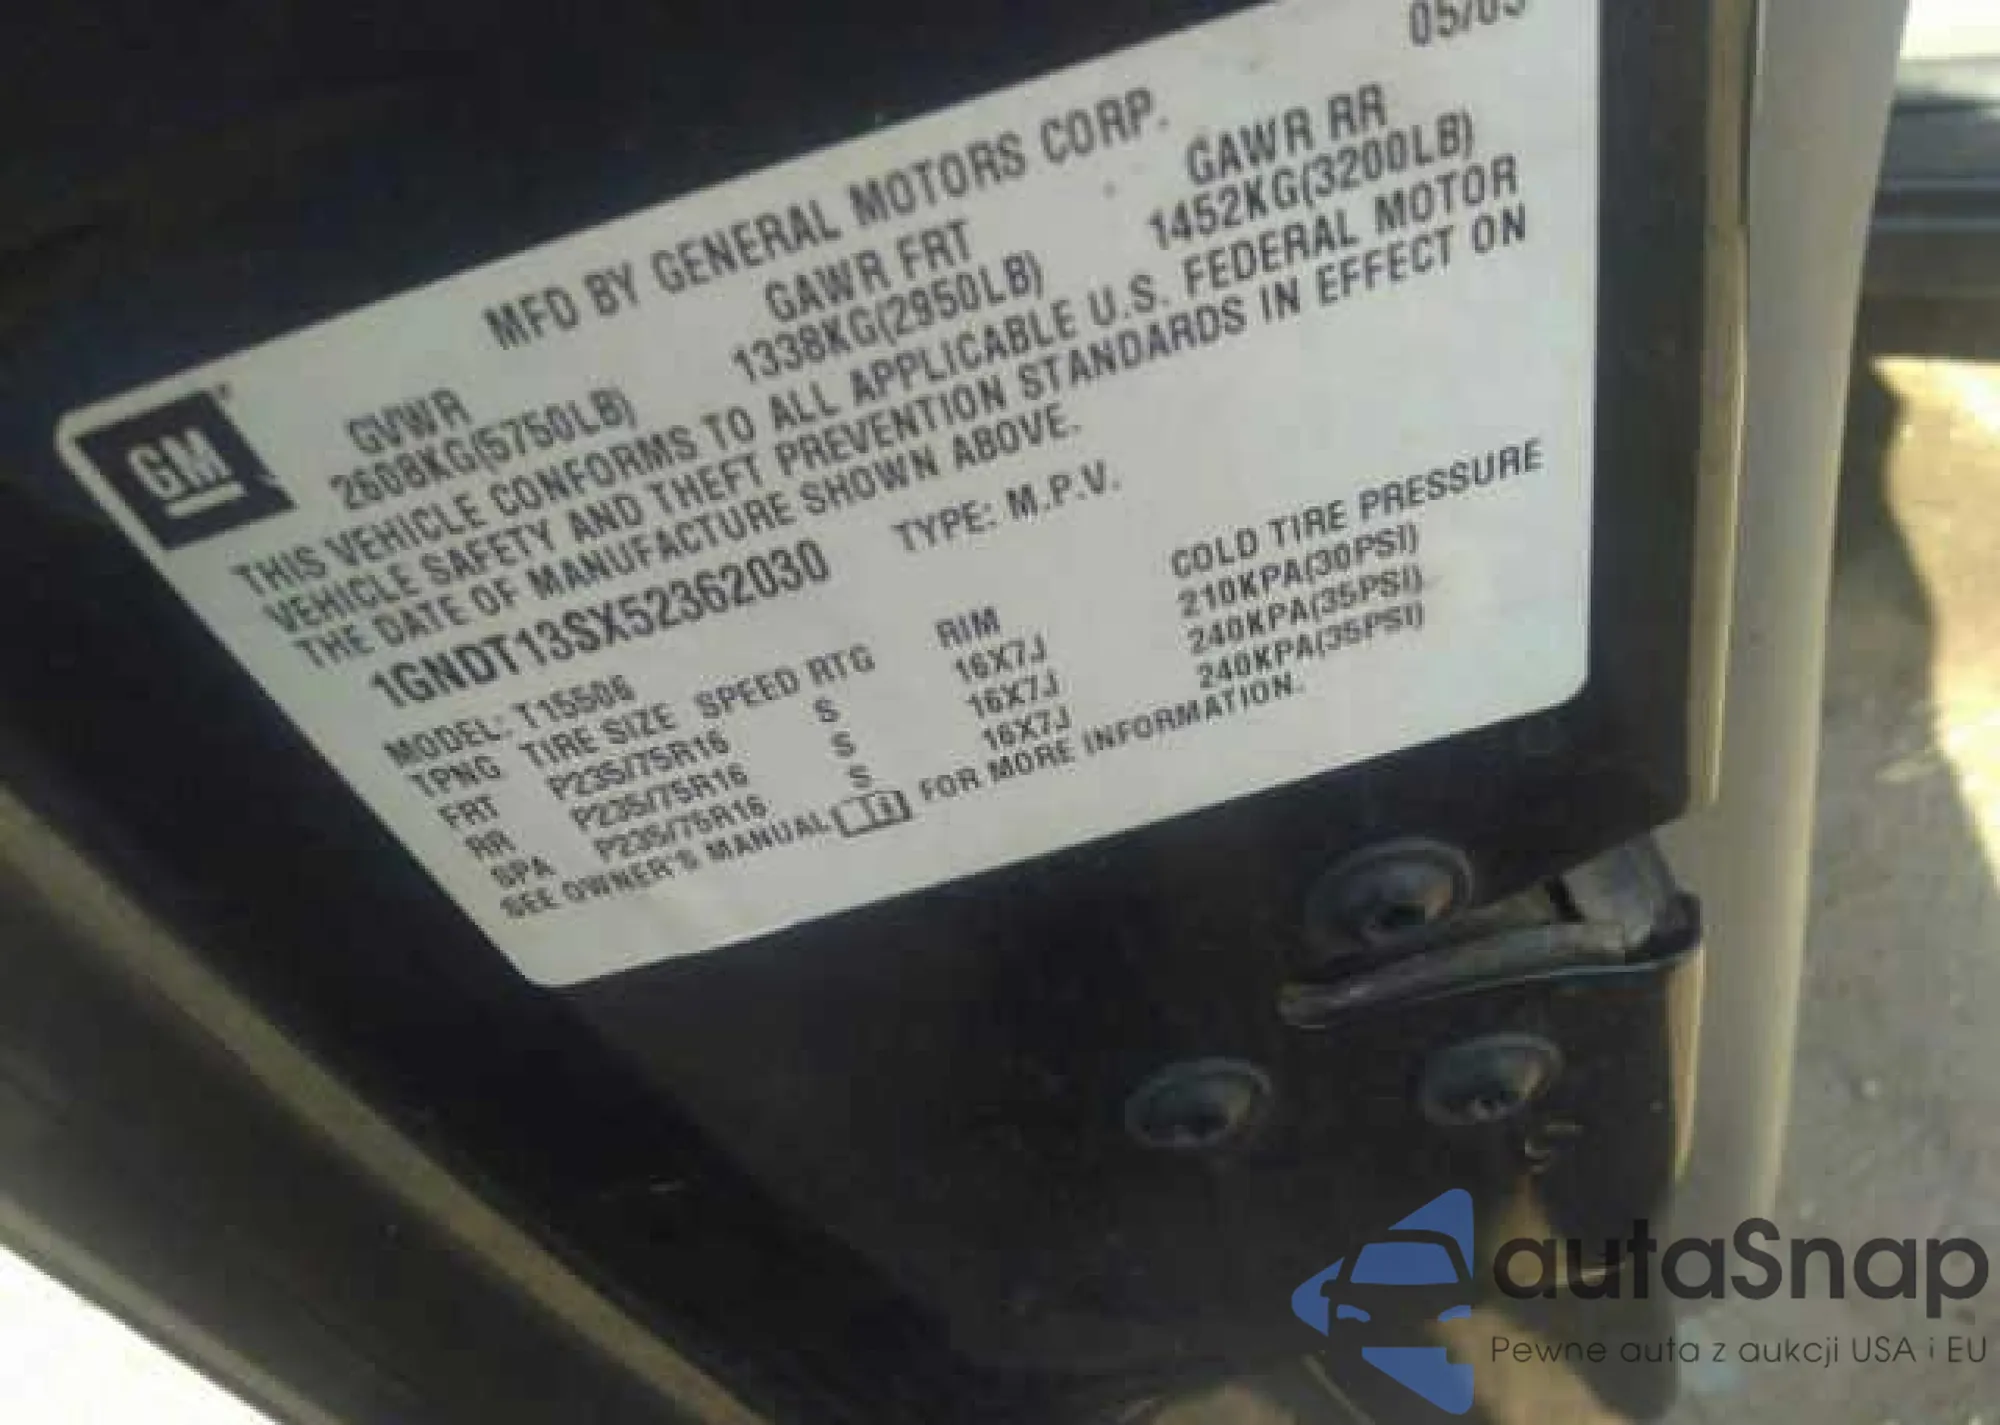 05/05
MFD BY GENERAL MOTORS CORP.
GVWR GAWR FRT GAWR RR
2608KG(5750LB) 1338KG(2950LB) 1452KG(3200LB)
GM
THIS VEHICLE CONFORMS TO ALL APPLICABLE U.S. FEDERAL MOTOR
VEHICLE SAFETY AND THEFT PREVENTION STANDARDS IN EFFECT ON
THE DATE OF MANUFACTURE SHOWN ABOVE.
1GNDT13SX52362030 TYPE: M.P.V.
MODEL: T15506
TPNG TIRE SIZE SPEED RTG RIM COLD TIRE PRESSURE
FRT P235/75R16 S 16X7J 210KPA(30PSI)
RR P235/75R16 S 16X7J 240KPA(35PSI)
SPA P235/75R16 S 16X7J 240KPA(35PSI)
SEE OWNER'S MANUAL FOR MORE INFORMATION.
autaSnap
Pewne auta z aukcji USA i EU